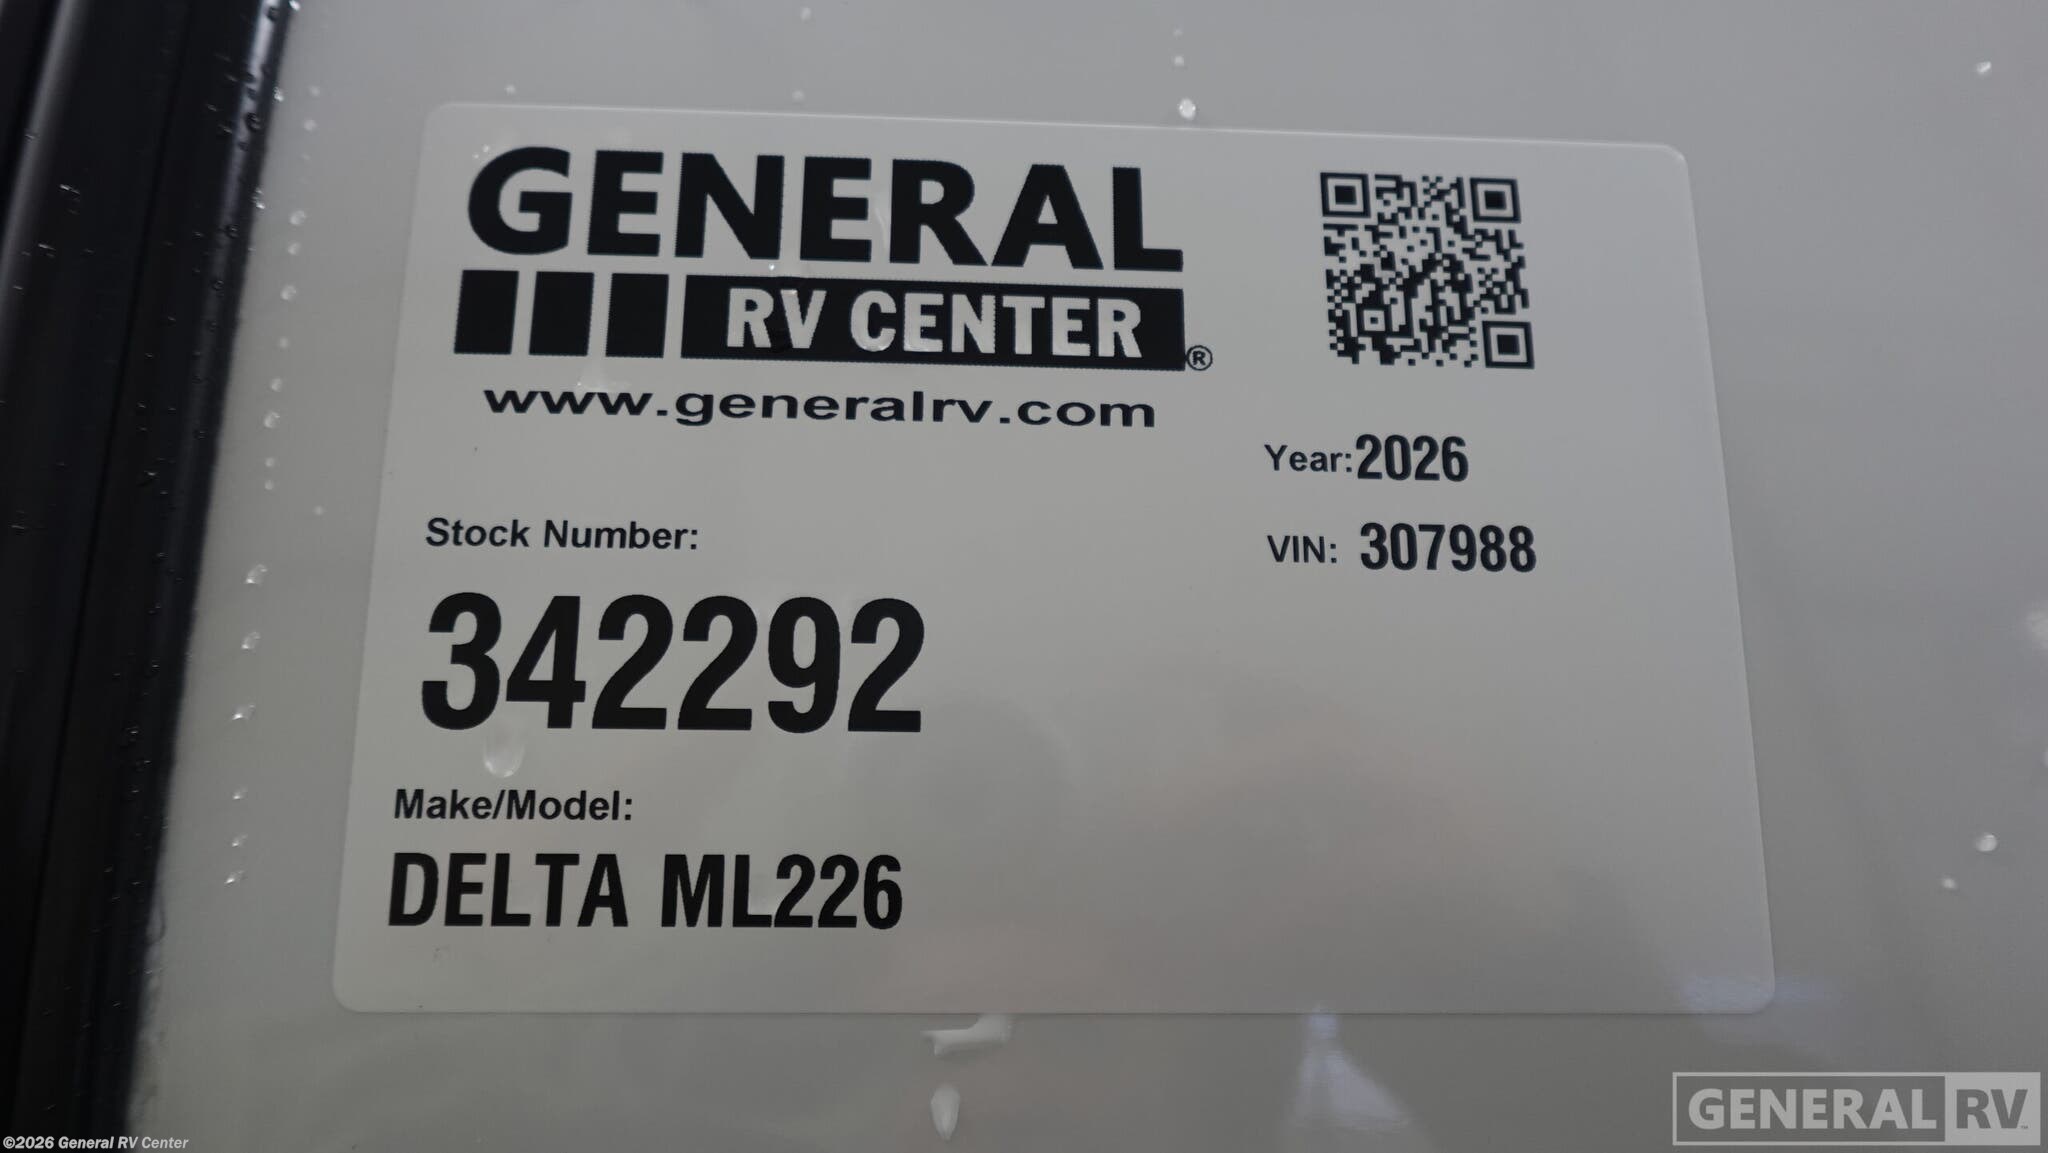 GENERAL
RV CENTER®
www.generalrv.com
Year:2026
VIN: 307988
Stock Number:
342292
Make/Model:
DELTA ML226
GENERAL RV™
©2026 General RV Center